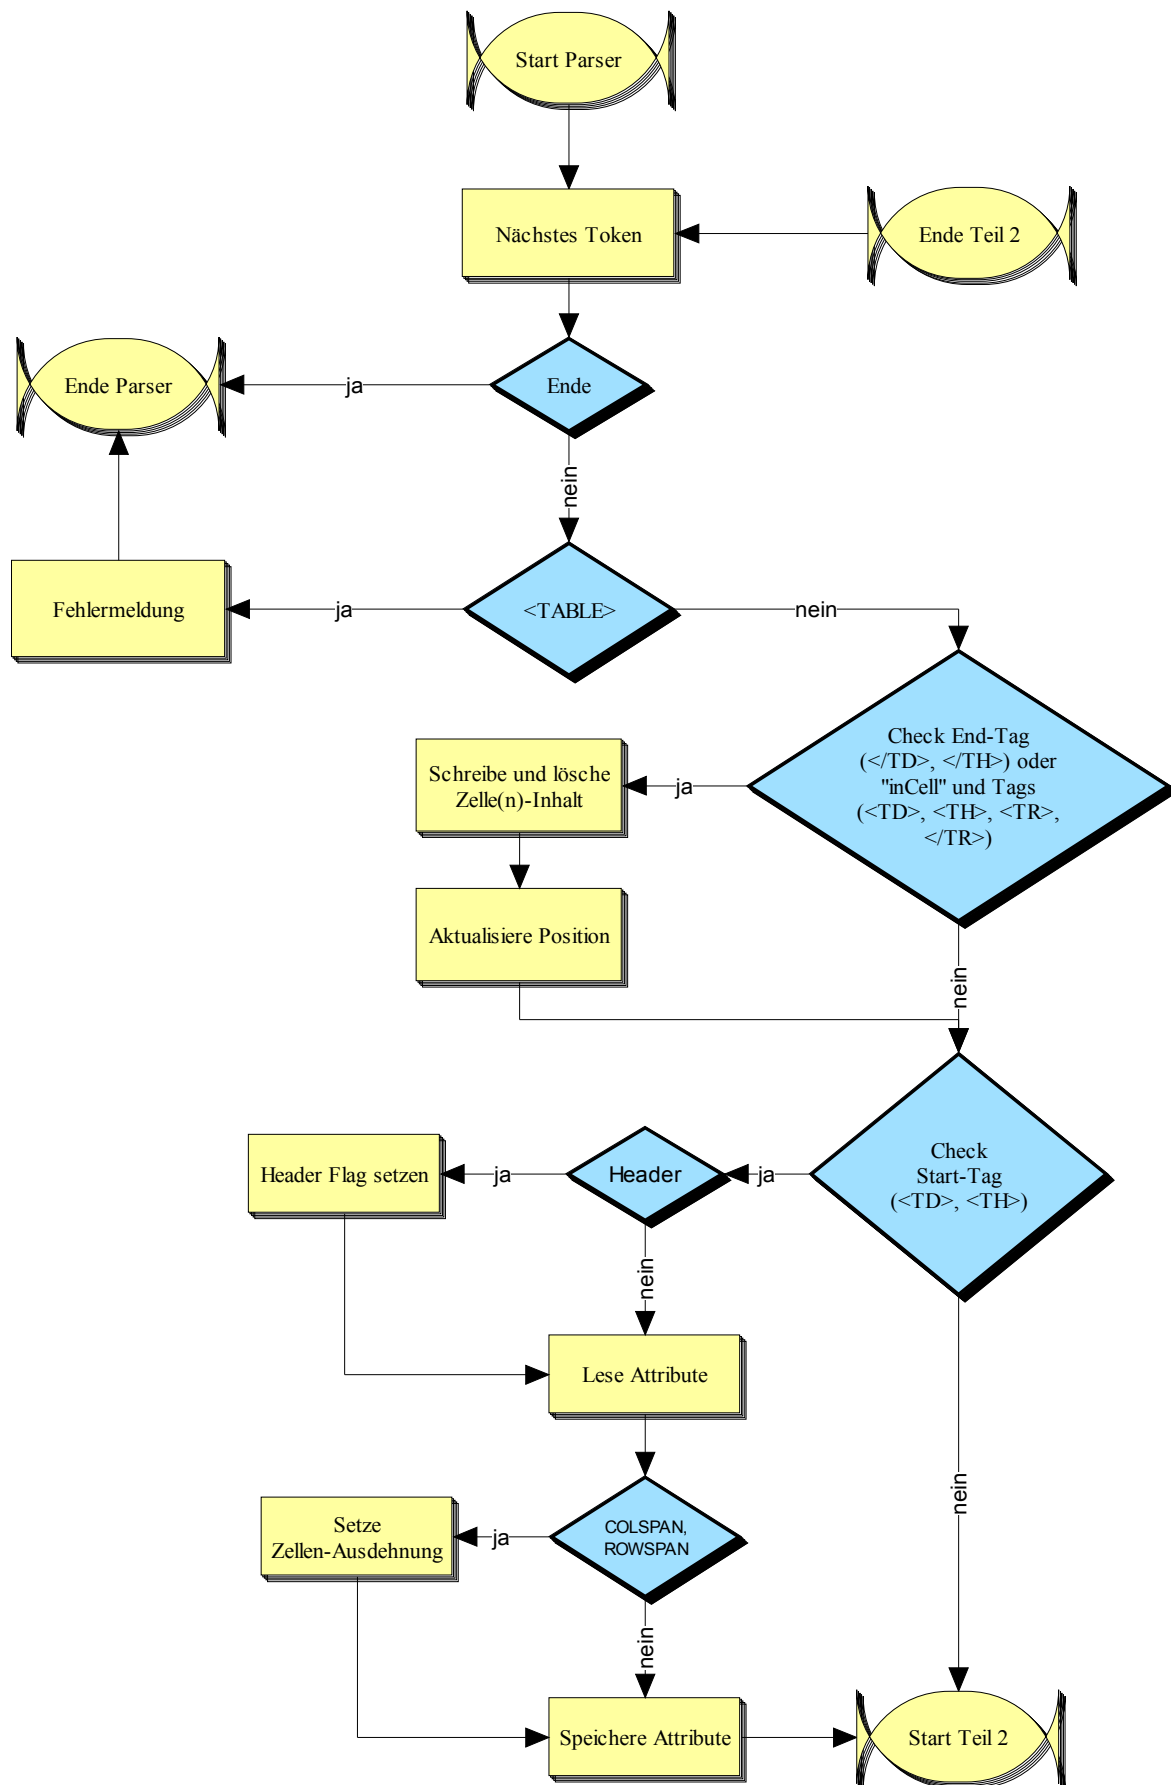 Start Parser
Nächstes Token
Ende Teil 2
Ende Parser
ja
Ende
nein
Fehlermeldung
ja
<TABLE>
nein
Schreibe und lösche
Zelle(n)-Inhalt
ja
Check End-Tag
(</TD>, </TH>) oder
"inCell" und Tags
(<TD>, <TH>, <TR>,
</TR>)
Aktualisiere Position
nein
Header Flag setzen
ja
Header
ja
Check
Start-Tag
(<TD>, <TH>)
nein
Lese Attribute
nein
Setze
Zellen-Ausdehnung
ja
COLSPAN,
ROWSPAN
nein
Speichere Attribute
Start Teil 2